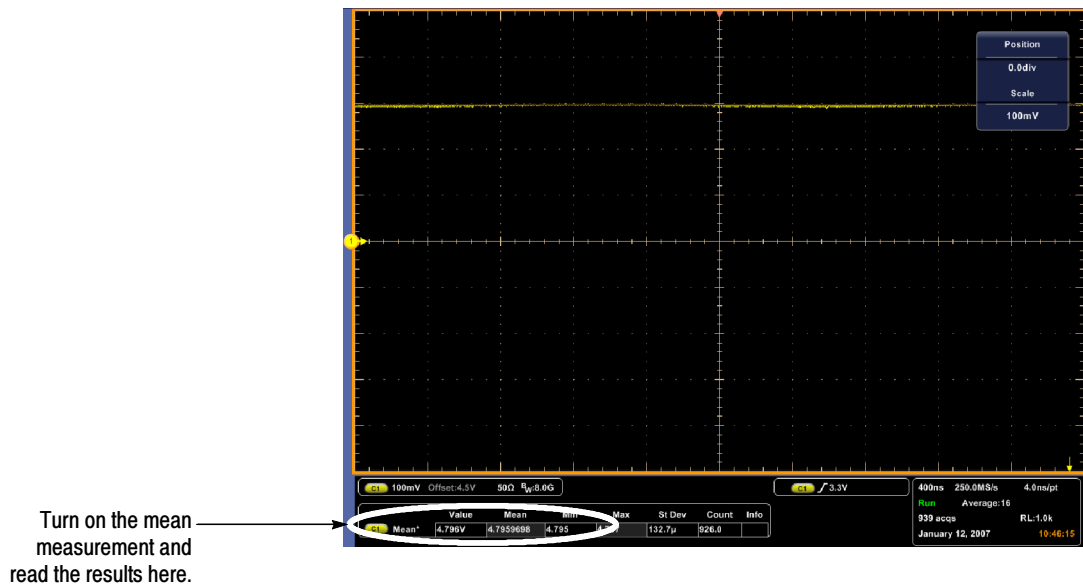 Position
0.0div
Scale
100mV
1
C1 100mV Offset:4.5V 50Ω BW:8.0G
C1 3.3V
400ns 250.0MS/s 4.0ns/pt
Run Average:16
939 acqs RL:1.0k
January 12, 2007 10:46:15
Value Mean Min Max St Dev Count Info
C1 Mean* 4.796V 4.7959698 4.795 132.7µ 926.0
Turn on the mean
measurement and
read the results here.